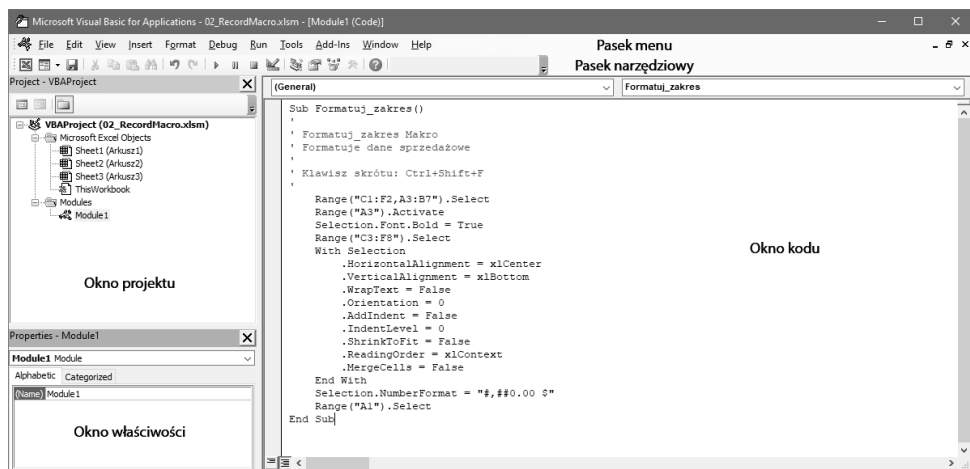 Microsoft Visual Basic for Applications - 02_RecordMacro.xlsm - [Module1 (Code)]
File Edit View Insert Format Debug Run Tools Add-Ins Window Help
Pasek menu
Pasek narzędziowy
Project - VBAProject
VBAProject (02_RecordMacro.xlsm)
Microsoft Excel Objects
Sheet1 (Arkusz1)
Sheet2 (Arkusz2)
Sheet3 (Arkusz3)
ThisWorkbook
Modules
Module1
Okno projektu
Properties - Module1
Module1 Module
Alphabetic Categorized
(Name) Module1
Okno właściwości
(General) Formatuj_zakres
Sub Formatuj_zakres()
'
' Formatuj_zakres Makro
' Formatuje dane sprzedażowe
'
' Klawisz skrótu: Ctrl+Shift+F
'
Range("C1:F2,A3:B7").Select
Range("A3").Activate
Selection.Font.Bold = True
Range("C3:F8").Select
With Selection
.HorizontalAlignment = xlCenter
.VerticalAlignment = xlBottom
.WrapText = False
.Orientation = 0
.AddIndent = False
.IndentLevel = 0
.ShrinkToFit = False
.ReadingOrder = xlContext
.MergeCells = False
End With
Selection.NumberFormat = "#,##0.00 $"
Range("A1").Select
End Sub
Okno kodu